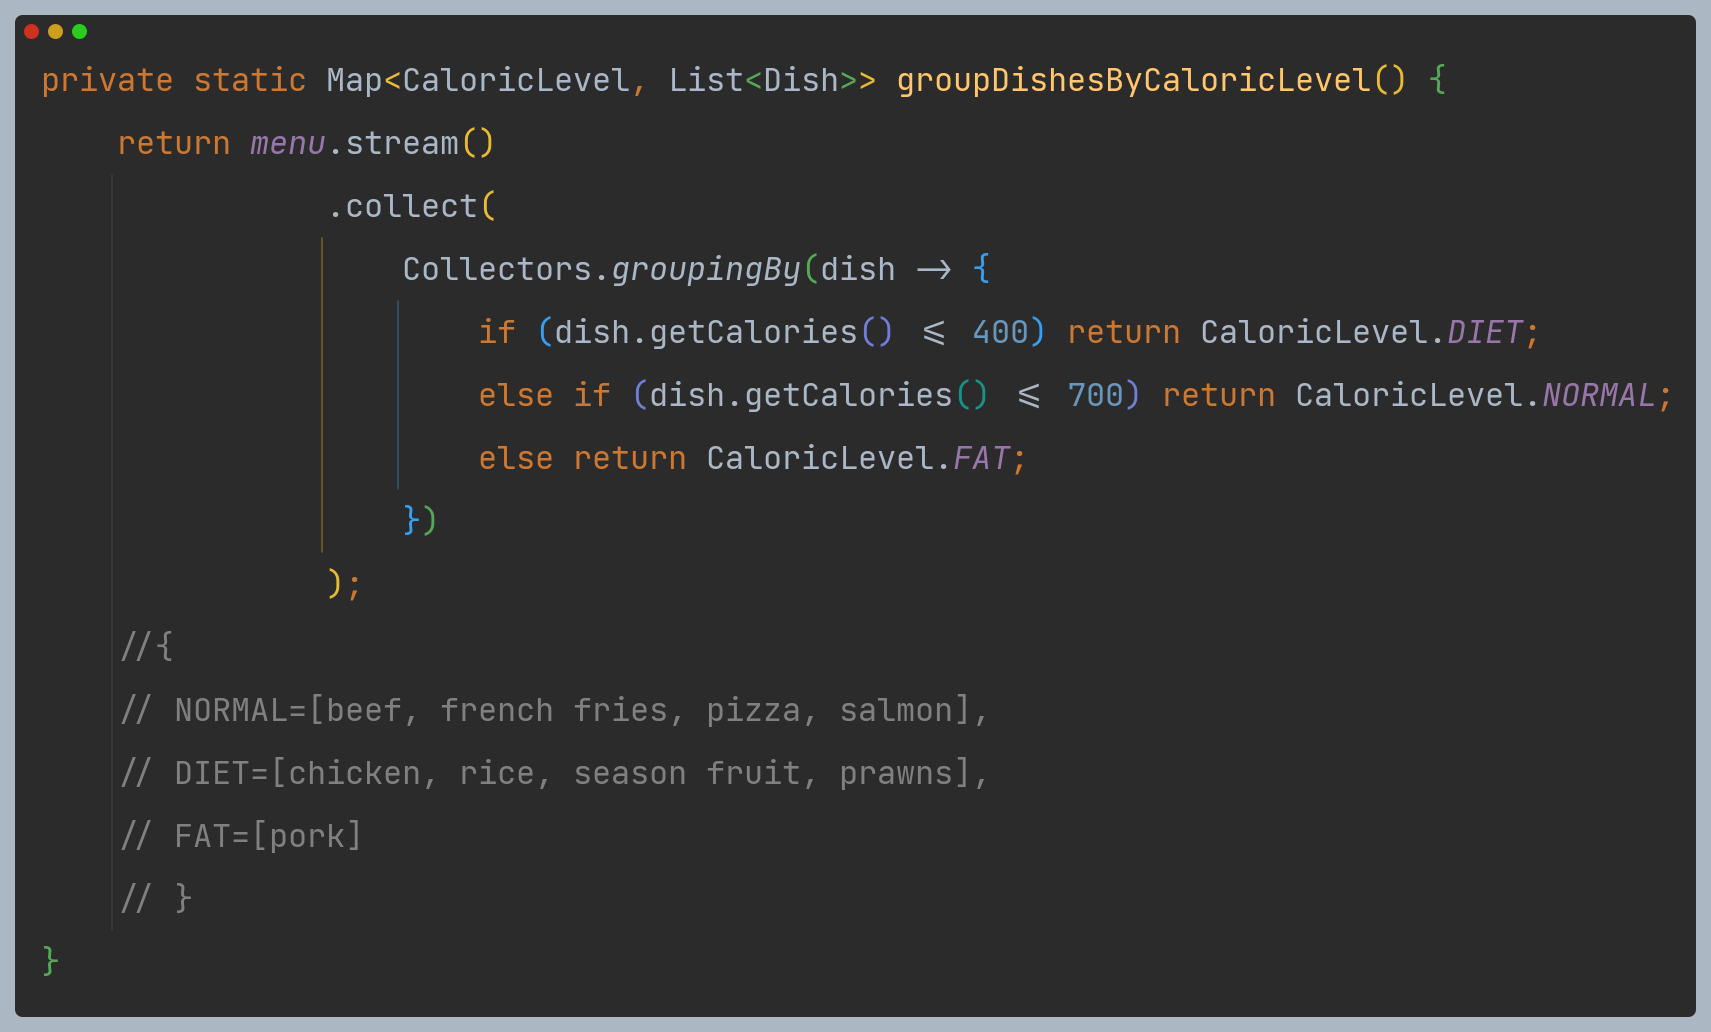 private static Map<CaloricLevel, List<Dish>> groupDishesByCaloricLevel() {
    return menu.stream()
               .collect(
                   Collectors.groupingBy(dish -> {
                       if (dish.getCalories() <= 400) return CaloricLevel.DIET;
                       else if (dish.getCalories() <= 700) return CaloricLevel.NORMAL;
                       else return CaloricLevel.FAT;
                   })
               );
    //{
    // NORMAL=[beef, french fries, pizza, salmon],
    // DIET=[chicken, rice, season fruit, prawns],
    // FAT=[pork]
    // }
}